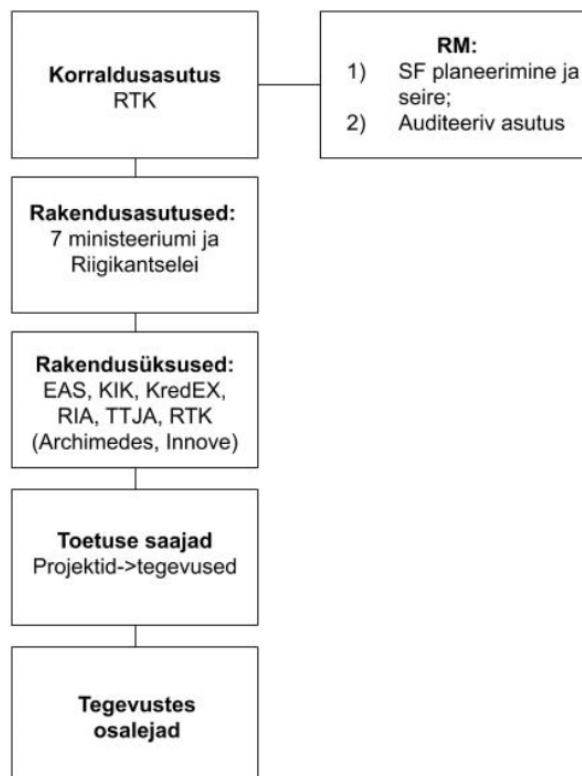 Korraldusasutus
RTK
RM:
1) SF planeerimine ja
seire;
2) Auditeeriv asutus
Rakendusasutused:
7 ministeeriumi ja
Riigikantselei
Rakendusüksused:
EAS, KIK, KredEX,
RIA, TTJA, RTK
(Archimedes, Innove)
Toetuse saajad
Projektid->tegevused
Tegevustes
osalejad